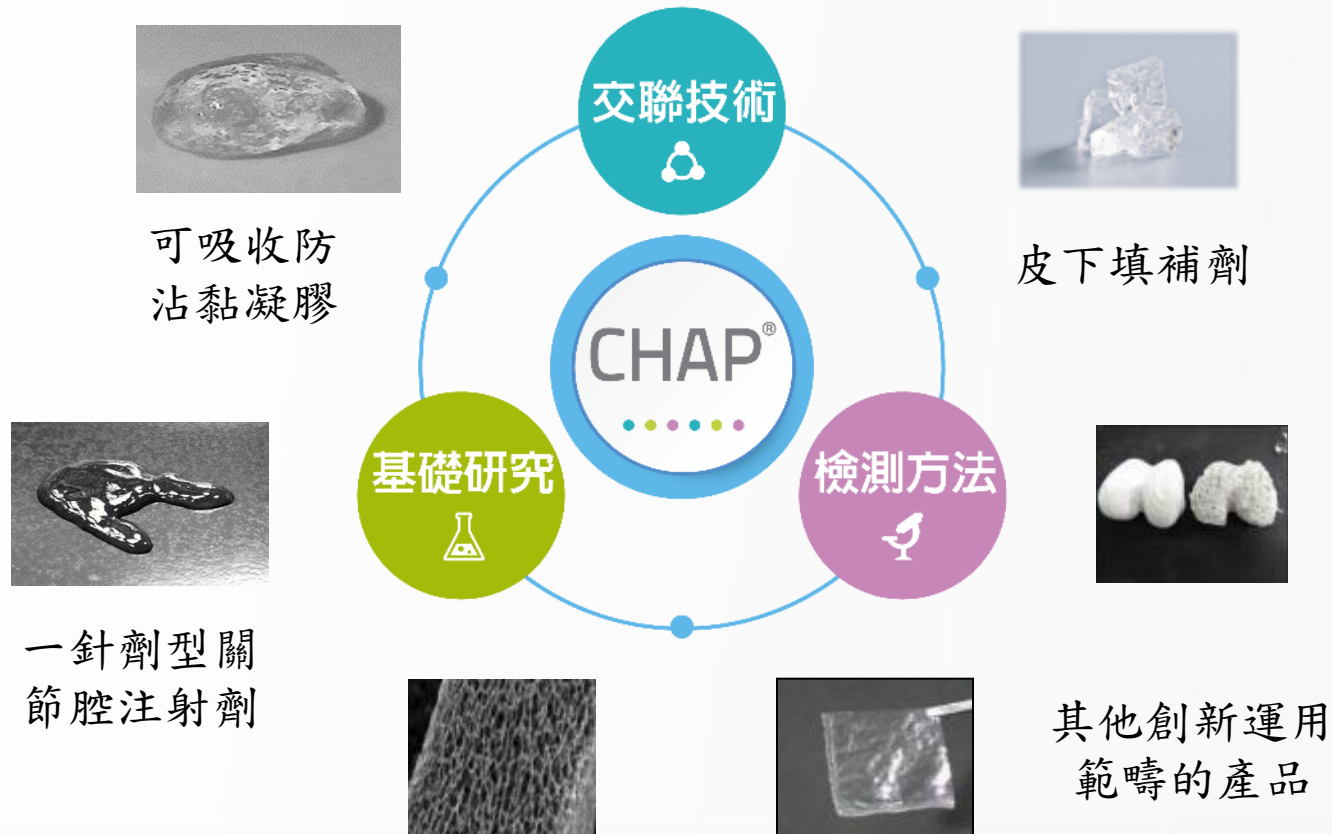 交聯技術
可吸收防
沾黏凝膠
皮下填補劑
CHAP®
基礎研究
檢測方法
一針劑型關
節腔注射劑
其他創新運用
範疇的產品